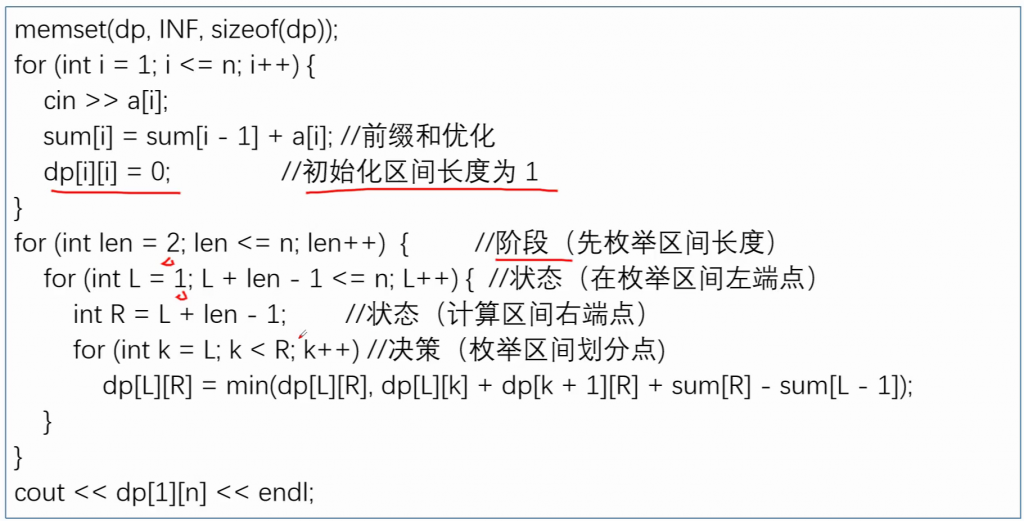 memset(dp, INF, sizeof(dp));
for (int i = 1; i <= n; i++) {
cin >> a[i];
sum[i] = sum[i - 1] + a[i]; //前缀和优化
dp[i][i] = 0; //初始化区间长度为 1
}
for (int len = 2; len <= n; len++) { //阶段（先枚举区间长度）
for (int L = 1; L + len - 1 <= n; L++) { //状态（在枚举区间左端点）
int R = L + len - 1; //状态（计算区间右端点）
for (int k = L; k < R; k++) //决策（枚举区间划分点)
dp[L][R] = min(dp[L][R], dp[L][k] + dp[k + 1][R] + sum[R] - sum[L - 1]);
}
}
cout << dp[1][n] << endl;